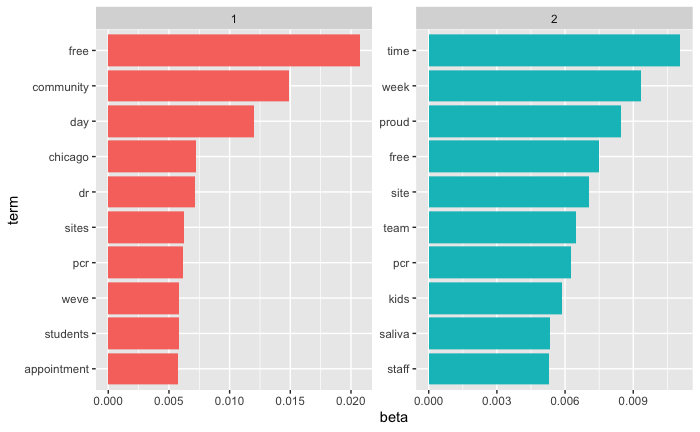 1
2
free
community
day
chicago
dr
sites
pcr
weve
students
appointment
time
week
proud
free
site
team
pcr
kids
saliva
staff
0.000 0.005 0.010 0.015 0.020
0.000 0.003 0.006 0.009
term
beta